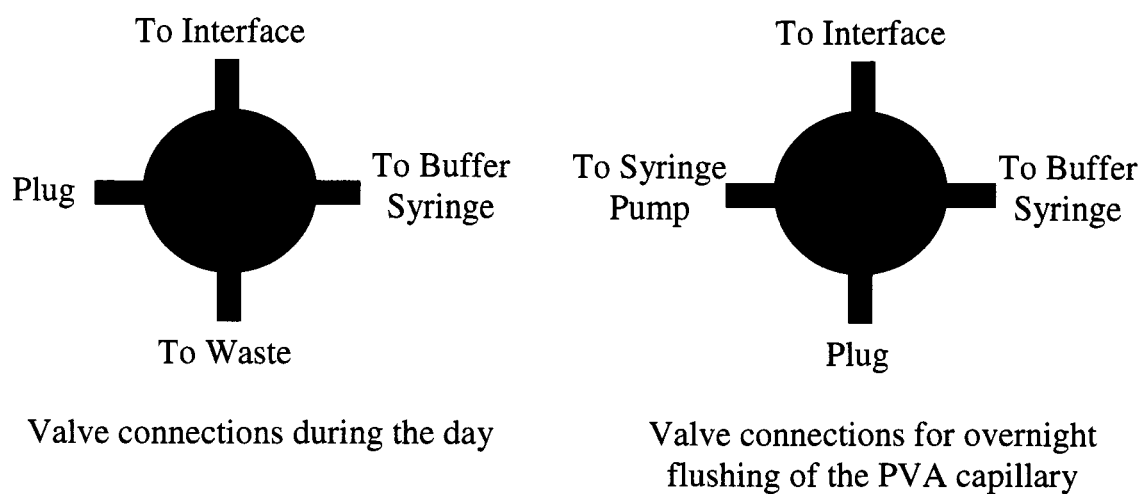 To Interface
Plug
To Buffer
Syringe
To Waste
Valve connections during the day
To Interface
To Syringe
Pump
To Buffer
Syringe
Plug
Valve connections for overnight
flushing of the PVA capillary